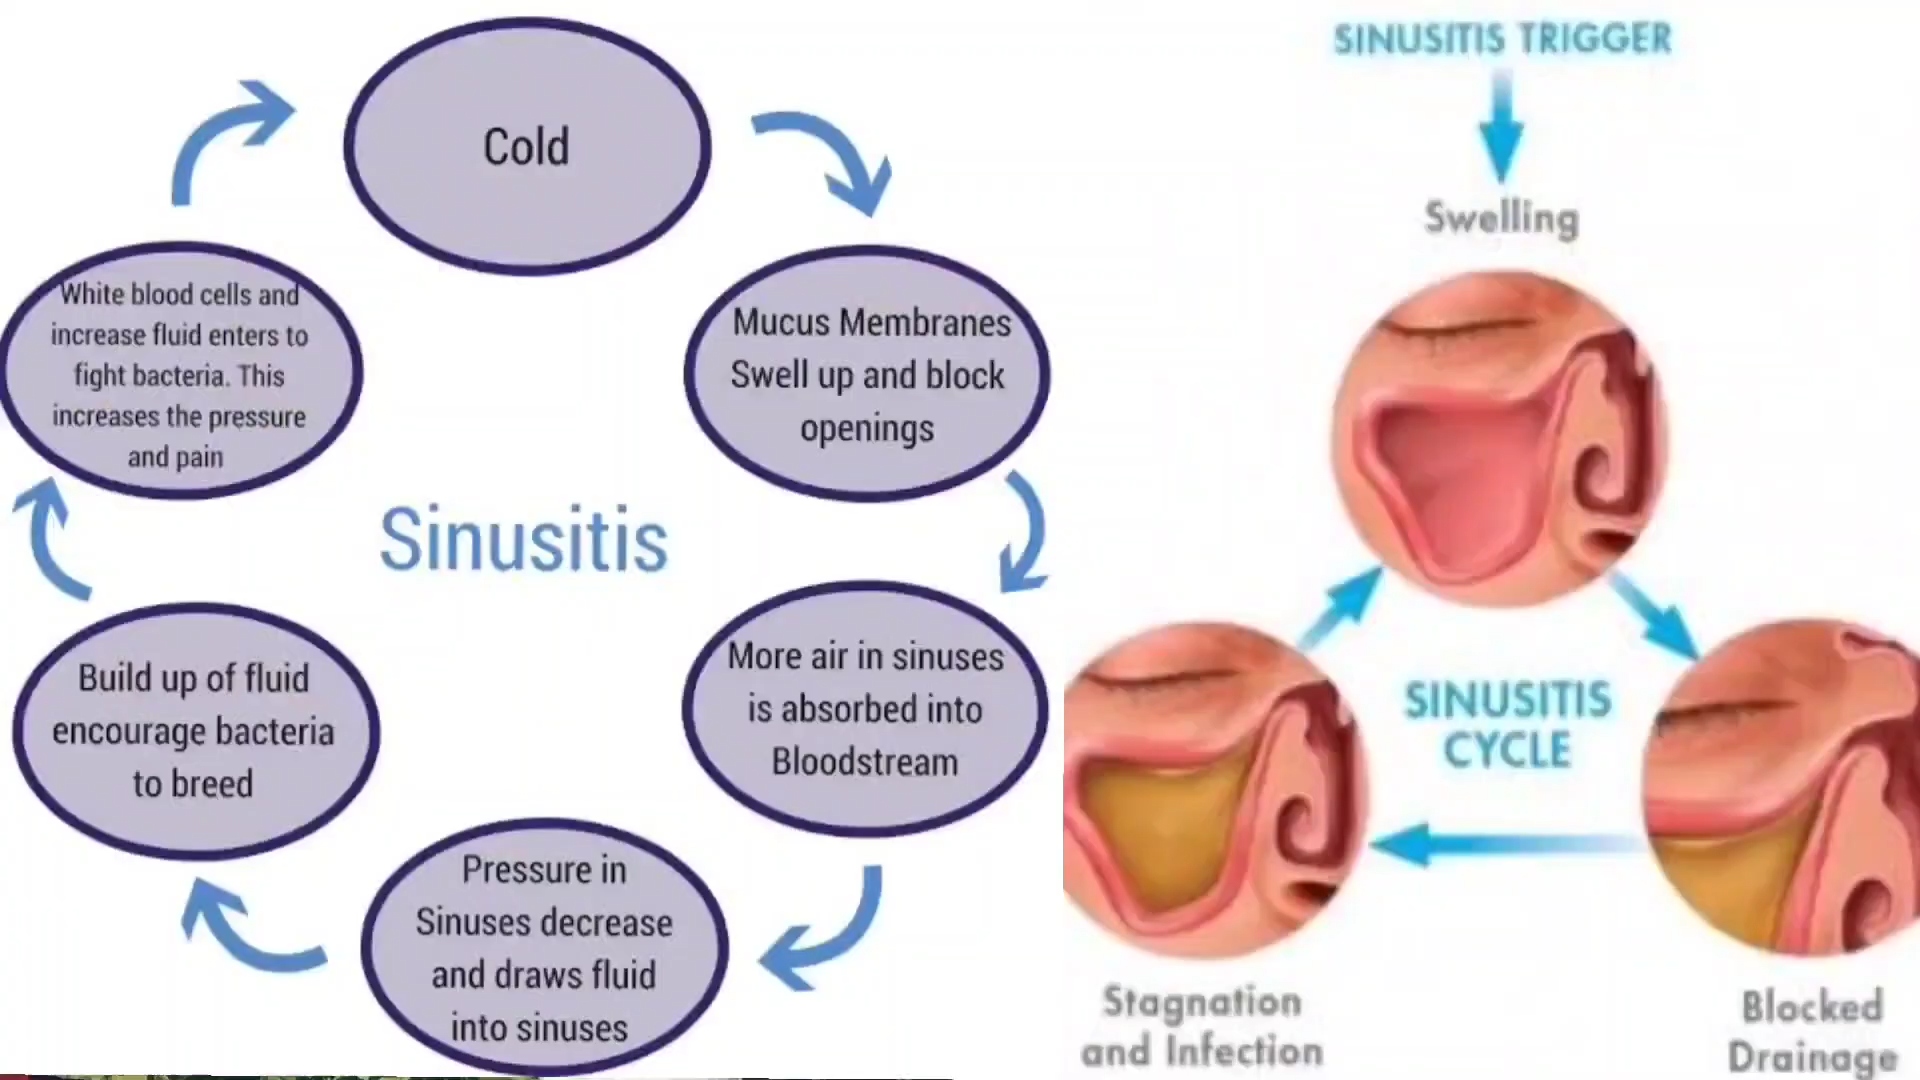 Cold
Mucus Membranes
Swell up and block
openings
More air in sinuses
is absorbed into
Bloodstream
Pressure in
Sinuses decrease
and draws fluid
into sinuses
Build up of fluid
encourage bacteria
to breed
White blood cells and
increase fluid enters to
fight bacteria. This
increases the pressure
and pain
Sinusitis
SINUSITIS TRIGGER
Swelling
SINUSITIS
CYCLE
Blocked
Drainage
Stagnation
and Infection